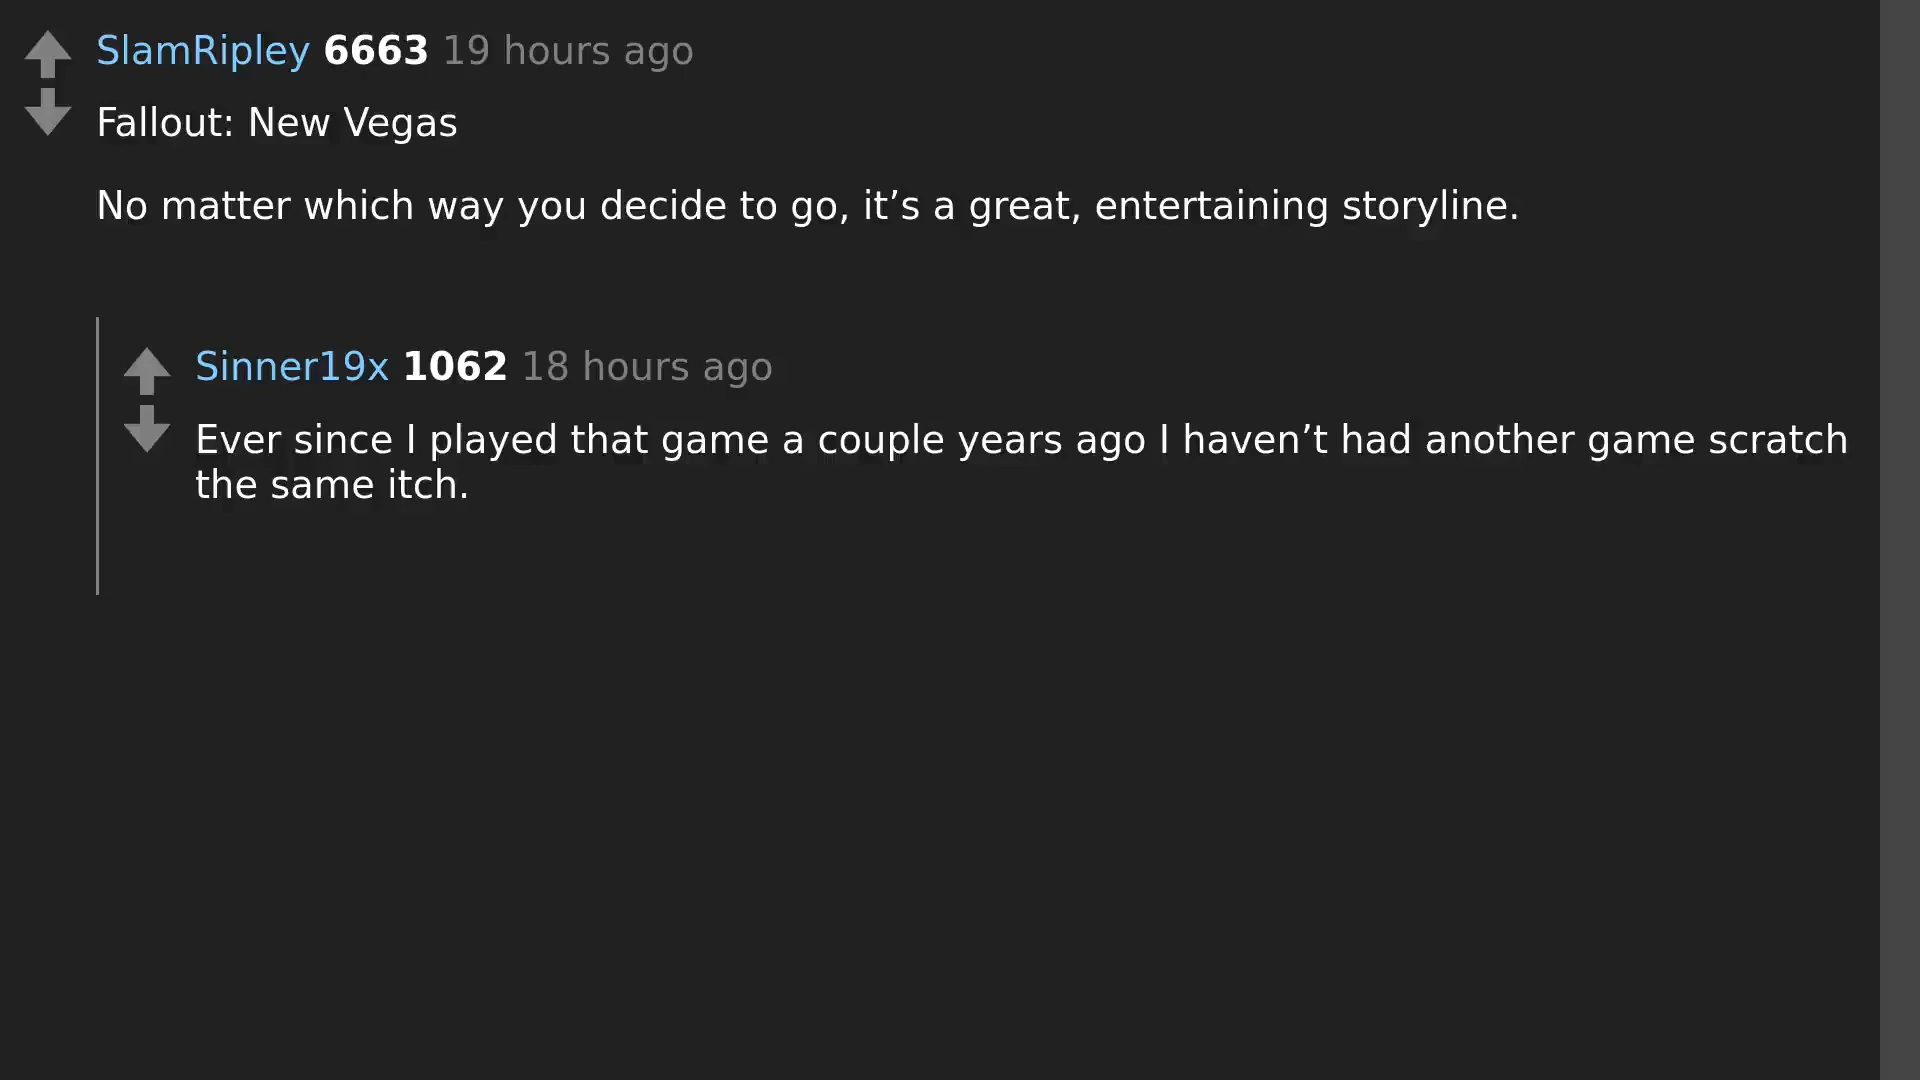 SlamRipley 6663 19 hours ago
Fallout: New Vegas
No matter which way you decide to go, it’s a great, entertaining storyline.
Sinner19x 1062 18 hours ago
Ever since I played that game a couple years ago I haven’t had another game scratch
the same itch.